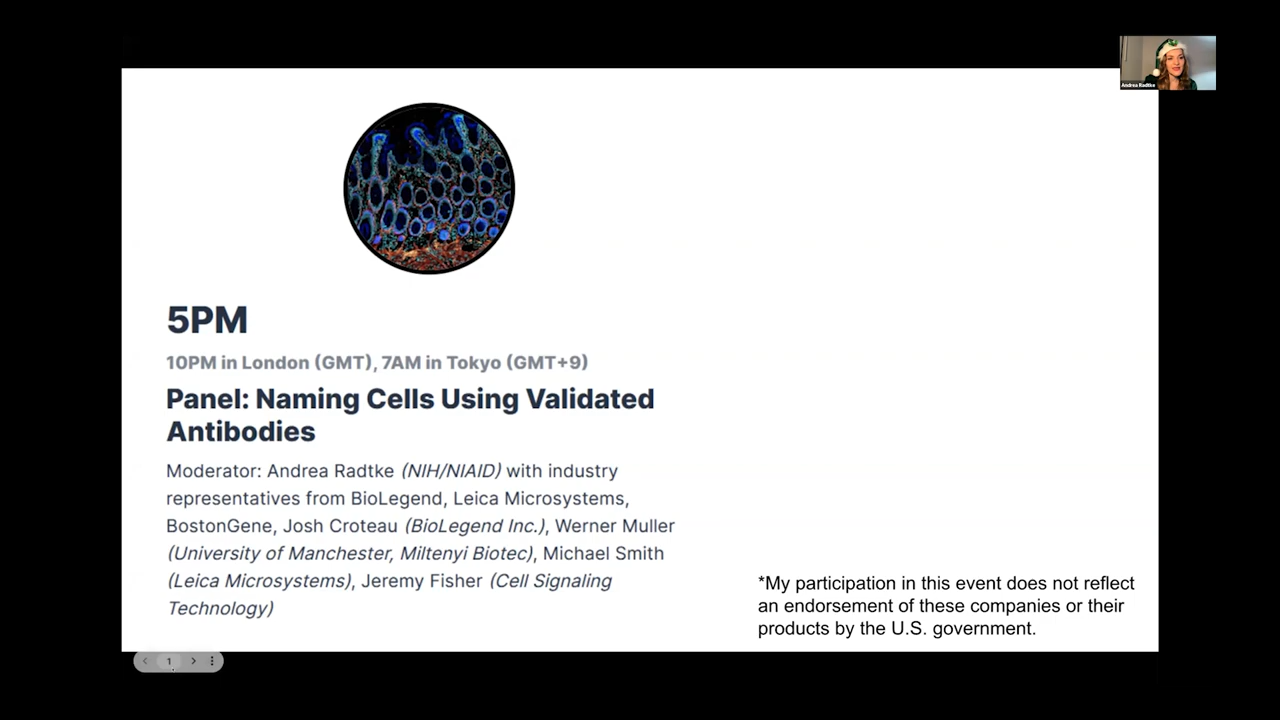 Andrea Radtke
5PM
10PM in London (GMT), 7AM in Tokyo (GMT+9)
Panel: Naming Cells Using Validated
Antibodies
Moderator: Andrea Radtke (NIH/NIAID) with industry
representatives from BioLegend, Leica Microsystems,
BostonGene, Josh Croteau (BioLegend Inc.), Werner Muller
(University of Manchester, Miltenyi Biotec), Michael Smith
(Leica Microsystems), Jeremy Fisher (Cell Signaling
Technology)
*My participation in this event does not reflect
an endorsement of these companies or their
products by the U.S. government.
1